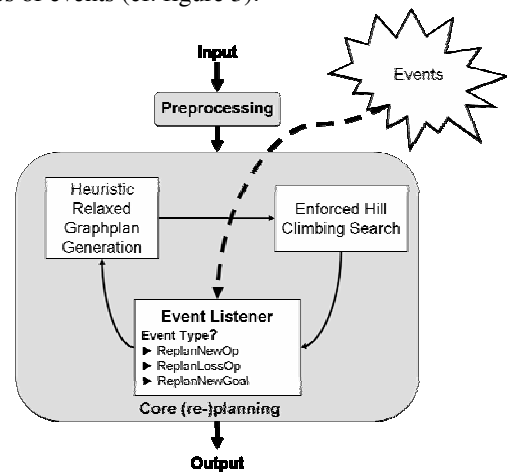 s of events (cf. figure 3).
Input
Events
Preprocessing
Heuristic
Relaxed
Graphplan
Generation
Enforced Hill
Climbing Search
Event Listener
Event Type?
► ReplanNewOp
► ReplanLossOp
► ReplanNewGoal
Core (re-)planning
Output